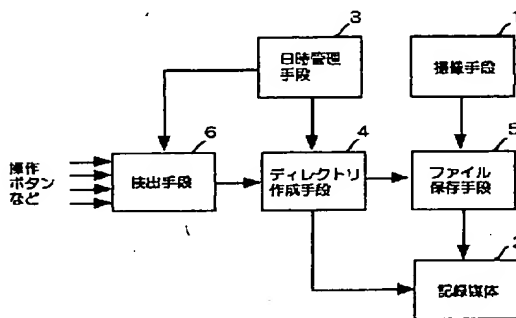 3
日時管理
手段
1
撮像手段
6
検出手段
4
ディレクトリ
作成手段
5
ファイル
保存手段
操作
ボタン
など
2
記録媒体